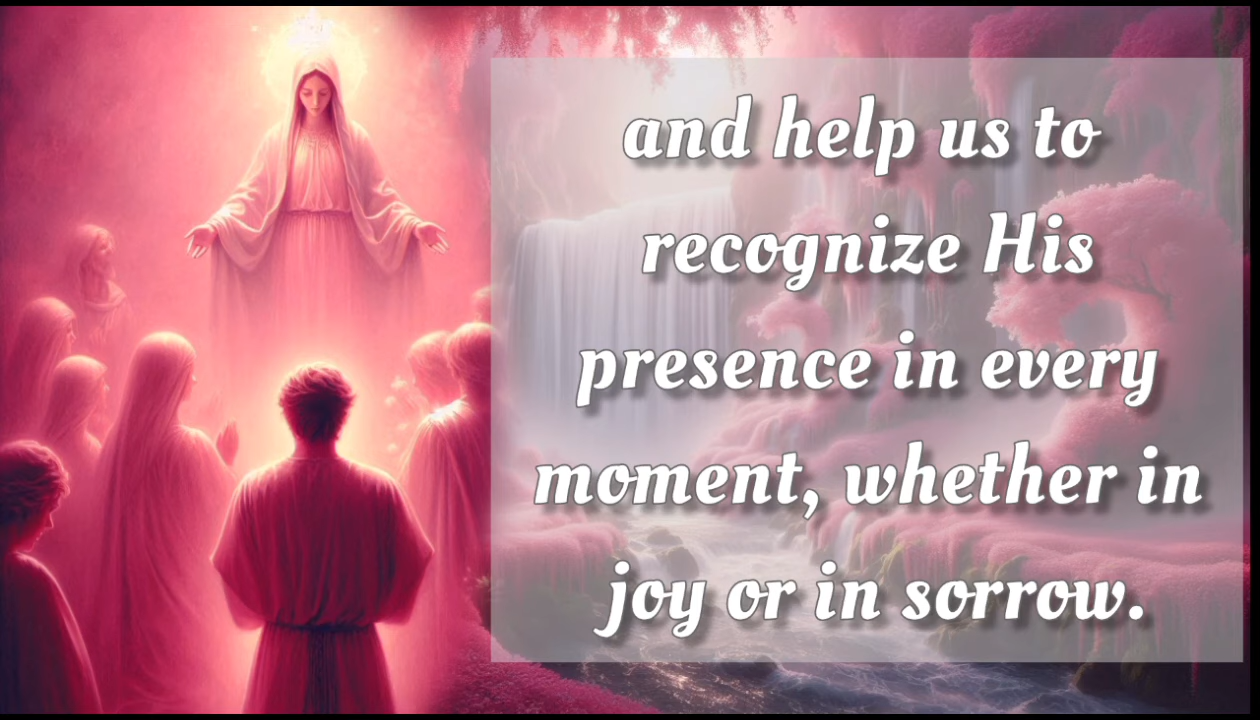 and help us to
recognize His
presence in every
moment, whether in
joy or in sorrow.